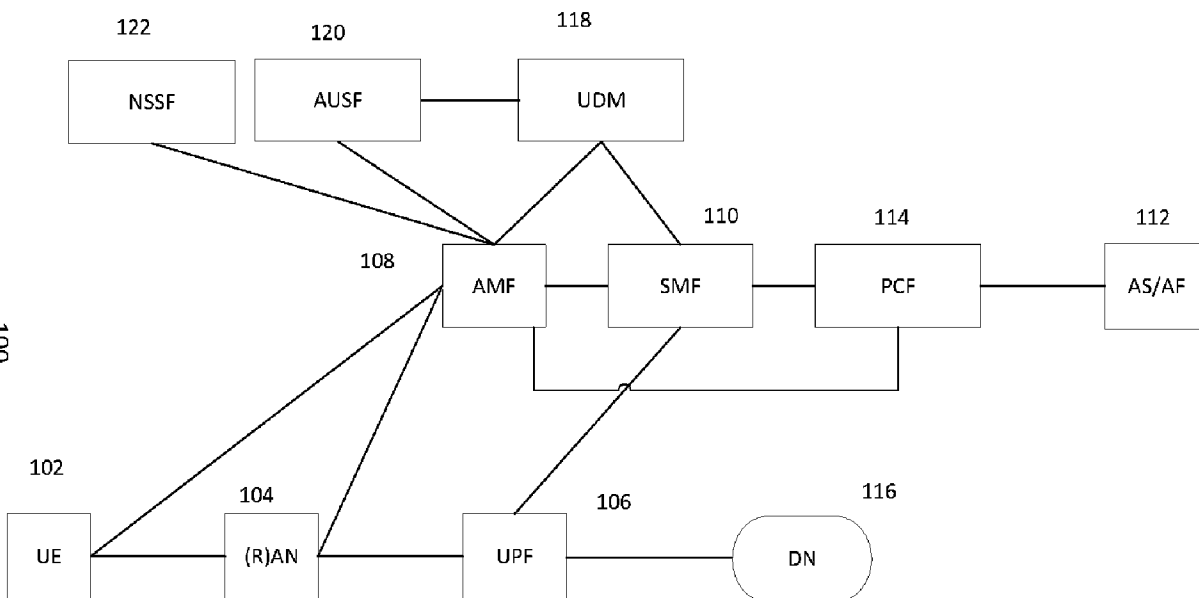 122
120
118
NSSF
AUSF
UDM
110
114
112
108
AMF
SMF
PCF
AS/AF
100
102
104
106
116
UE
(R)AN
UPF
DN